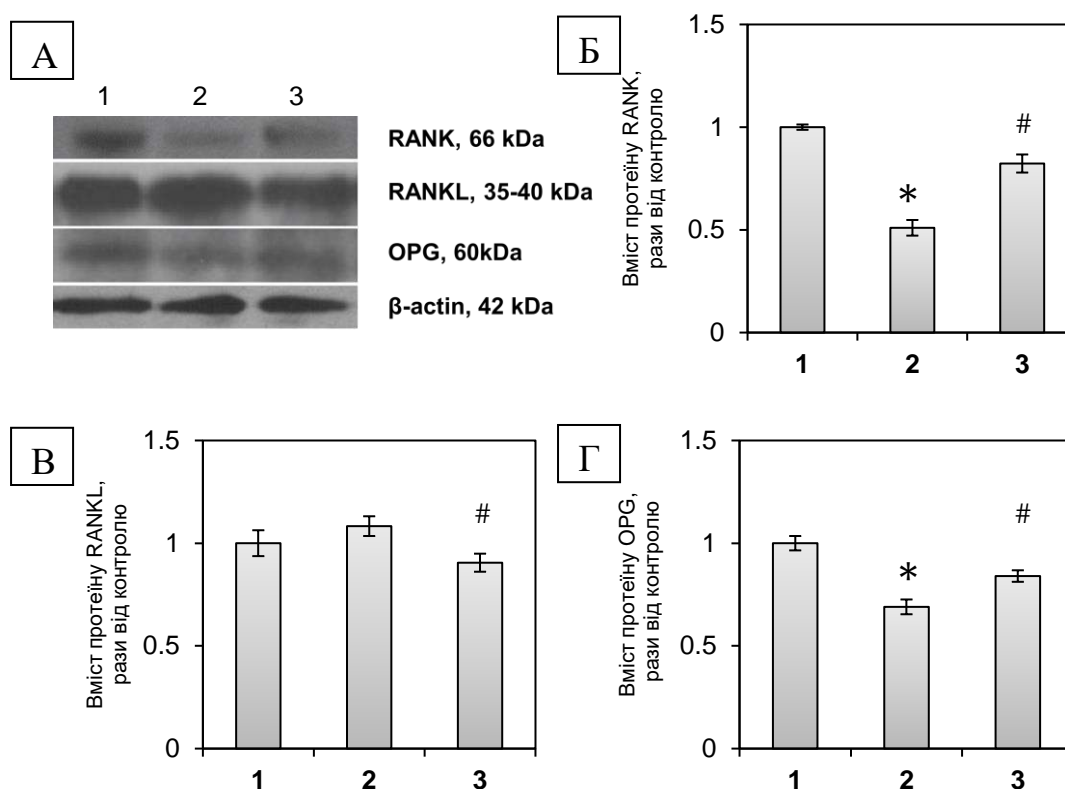 А
1 2 3
RANK, 66 kDa
RANKL, 35-40 kDa
OPG, 60kDa
β-actin, 42 kDa
Б
Вміст протеїну RANK,
рази від контролю
1.5
1
0.5
0
*
#
1 2 3
В
Вміст протеїну RANKL,
рази від контролю
1.5
1
0.5
0
#
1 2 3
Г
Вміст протеїну OPG,
рази від контролю
1.5
1
0.5
0
*
#
1 2 3